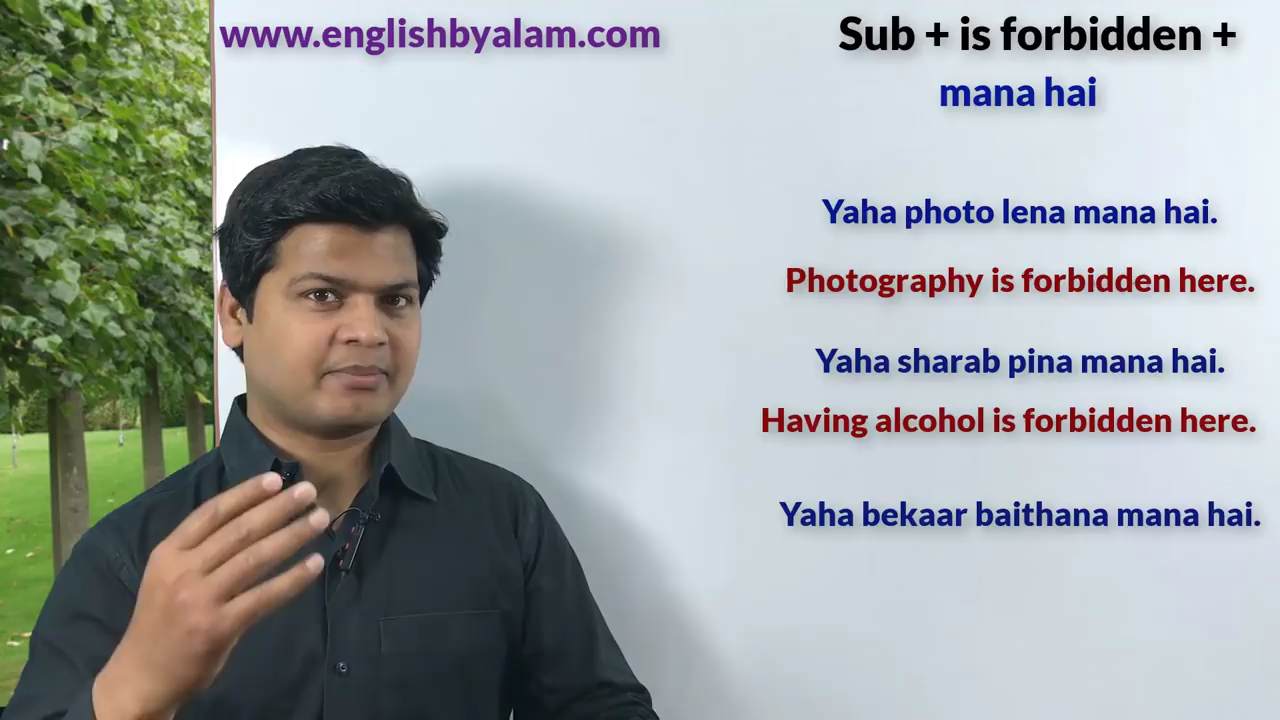 www.englishbyalam.com
Sub + is forbidden +
mana hai
Yaha photo lena mana hai.
Photography is forbidden here.
Yaha sharab pina mana hai.
Having alcohol is forbidden here.
Yaha bekaar baithana mana hai.